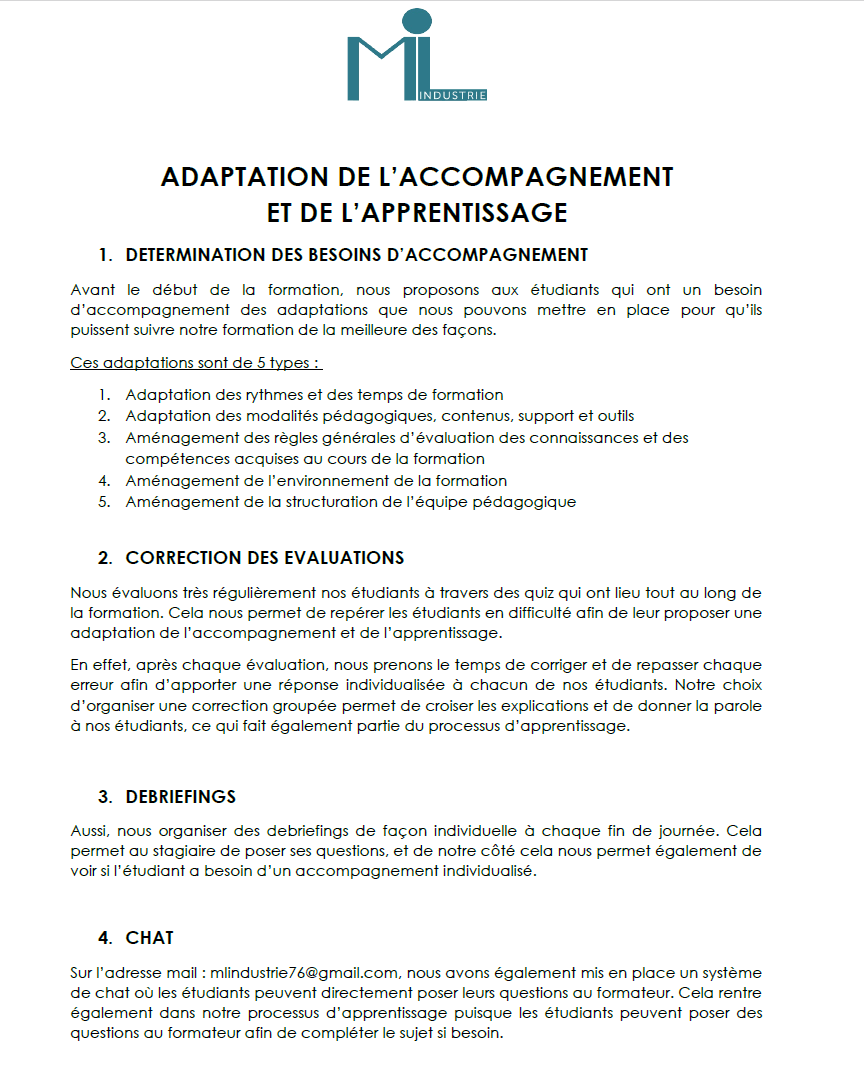 MiL
INDUSTRIE
ADAPTATION DE L’ACCOMPAGNEMENT
ET DE L’APPRENTISSAGE
1. DETERMINATION DES BESOINS D’ACCOMPAGNEMENT
Avant le début de la formation, nous proposons aux étudiants qui ont un besoin
d’accompagnement des adaptations que nous pouvons mettre en place pour qu’ils
puissent suivre notre formation de la meilleure des façons.
Ces adaptations sont de 5 types :
1. Adaptation des rythmes et des temps de formation
2. Adaptation des modalités pédagogiques, contenus, support et outils
3. Aménagement des règles générales d’évaluation des connaissances et des
compétences acquises au cours de la formation
4. Aménagement de l’environnement de la formation
5. Aménagement de la structuration de l’équipe pédagogique
2. CORRECTION DES EVALUATIONS
Nous évaluons très régulièrement nos étudiants à travers des quiz qui ont lieu tout au long de
la formation. Cela nous permet de repérer les étudiants en difficulté afin de leur proposer une
adaptation de l’accompagnement et de l’apprentissage.
En effet, après chaque évaluation, nous prenons le temps de corriger et de repasser chaque
erreur afin d’apporter une réponse individualisée à chacun de nos étudiants. Notre choix
d’organiser une correction groupée permet de croiser les explications et de donner la parole
à nos étudiants, ce qui fait également partie du processus d’apprentissage.
3. DEBRIEFINGS
Aussi, nous organiser des debriefings de façon individuelle à chaque fin de journée. Cela
permet au stagiaire de poser ses questions, et de notre côté cela nous permet également de
voir si l’étudiant a besoin d’un accompagnement individualisé.
4. CHAT
Sur l’adresse mail : mlindustrie76@gmail.com, nous avons également mis en place un système
de chat où les étudiants peuvent directement poser leurs questions au formateur. Cela rentre
également dans notre processus d’apprentissage puisque les étudiants peuvent poser des
questions au formateur afin de compléter le sujet si besoin.